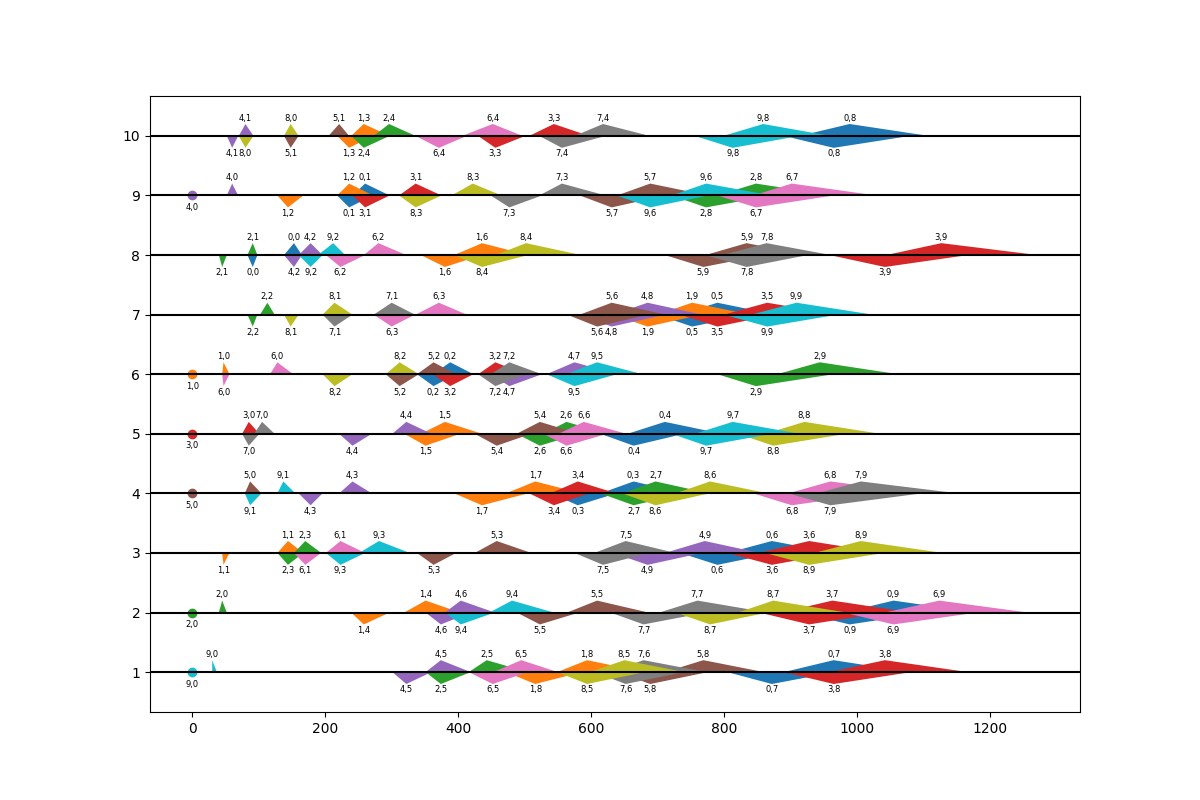 4,1 8,0 5,1 1,3 2,4 6,4 3,3 7,4 9,8 0,8
10
4,1 8,0 5,1 1,3 2,4 6,4 3,3 7,4 9,8 0,8
4,0 1,2 0,1 3,1 8,3 7,3 5,7 9,6 2,8 6,7
9
4,0 1,2 0,1 3,1 8,3 7,3 5,7 9,6 2,8 6,7
2,1 0,0 4,2 9,2 6,2 1,6 8,4 5,9 7,8 3,9
8
2,1 0,0 4,2 9,2 6,2 1,6 8,4 5,9 7,8 3,9
2,2 8,1 7,1 6,3 5,6 4,8 1,9 0,5 3,5 9,9
7
2,2 8,1 7,1 6,3 5,6 4,8 1,9 0,5 3,5 9,9
1,0 6,0 8,2 5,2 0,2 3,2 7,2 4,7 9,5 2,9
6
1,0 6,0 8,2 5,2 0,2 3,2 7,2 4,7 9,5 2,9
3,0 7,0 4,4 1,5 5,4 2,6 6,6 0,4 9,7 8,8
5
3,0 7,0 4,4 1,5 5,4 2,6 6,6 0,4 9,7 8,8
5,0 9,1 4,3 1,7 3,4 0,3 2,7 8,6 6,8 7,9
4
5,0 9,1 4,3 1,7 3,4 0,3 2,7 8,6 6,8 7,9
1,1 2,3 6,1 9,3 5,3 7,5 4,9 0,6 3,6 8,9
3
1,1 2,3 6,1 9,3 5,3 7,5 4,9 0,6 3,6 8,9
2,0 1,4 4,6 9,4 5,5 7,7 8,7 3,7 0,9 6,9
2
2,0 1,4 4,6 9,4 5,5 7,7 8,7 3,7 0,9 6,9
9,0 4,5 2,5 6,5 1,8 8,5 7,6 5,8 0,7 3,8
1
9,0 4,5 2,5 6,5 1,8 8,5 7,6 5,8 0,7 3,8
0 200 400 600 800 1000 1200